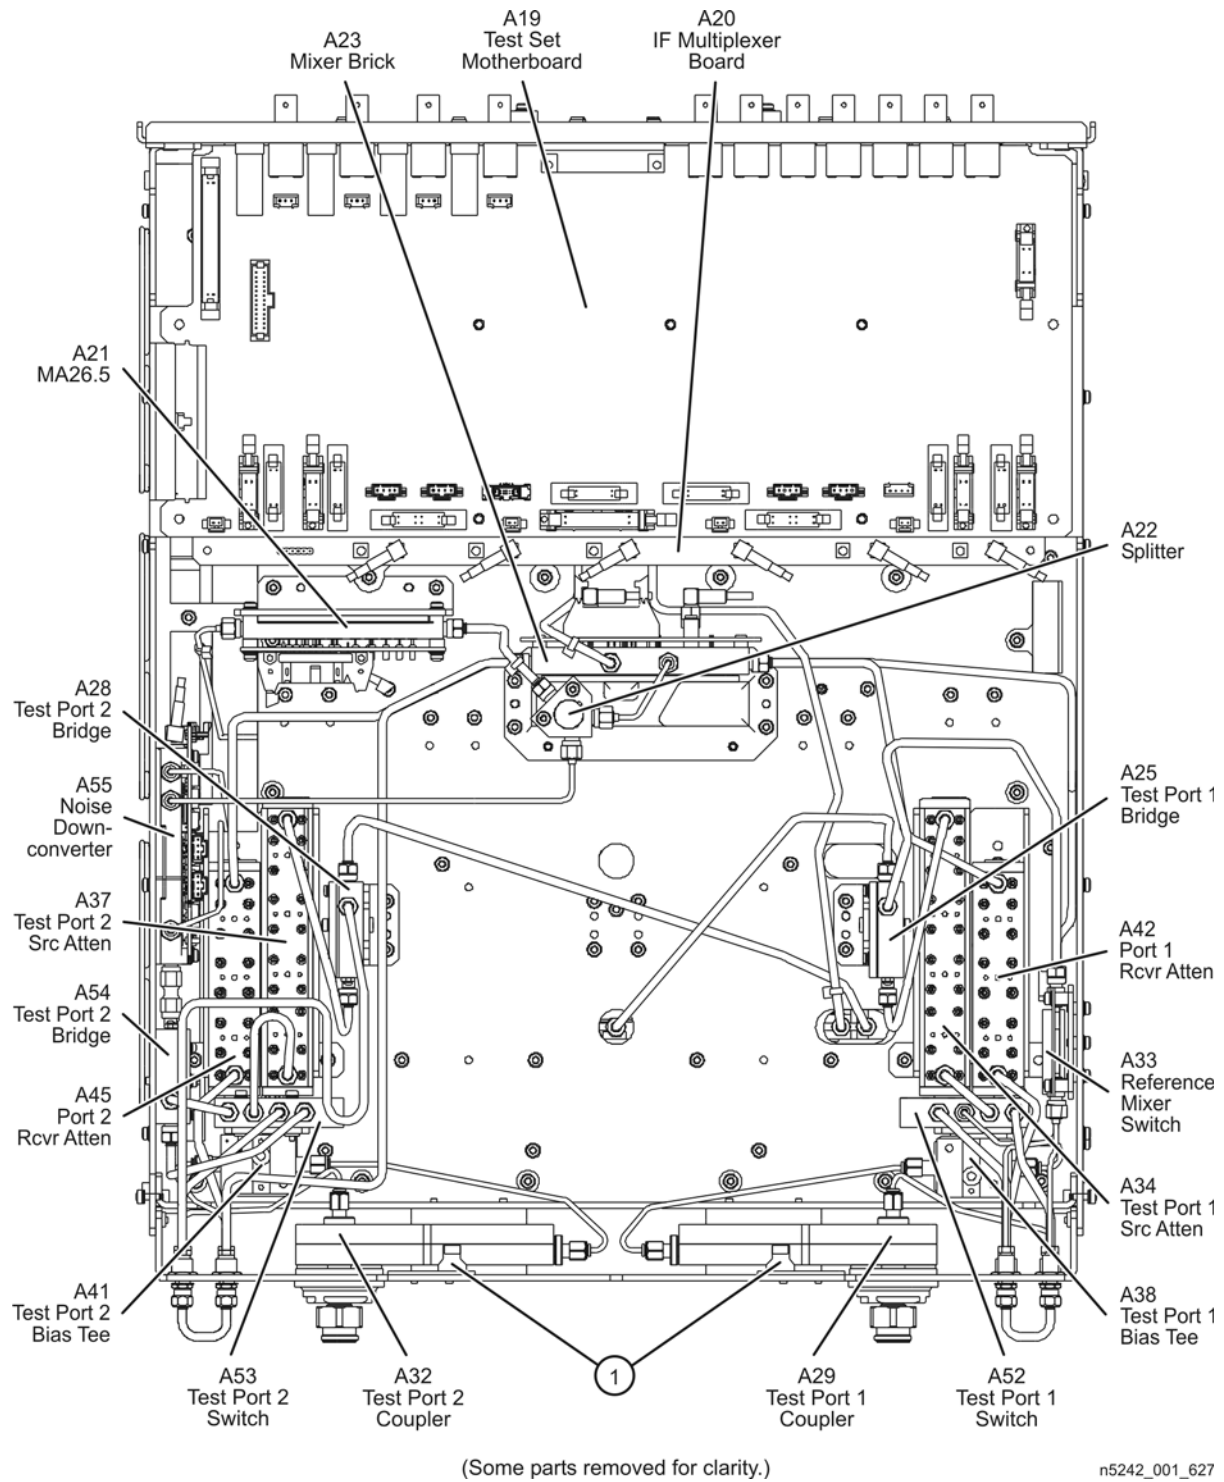 A23
Mixer Brick
A19
Test Set
Motherboard
A20
IF Multiplexer
Board
A21
MA26.5
A22
Splitter
A28
Test Port 2
Bridge
A55
Noise
Down-
converter
A37
Test Port 2
Src Atten
A54
Test Port 2
Bridge
A45
Port 2
Rcvr Atten
A41
Test Port 2
Bias Tee
A25
Test Port 1
Bridge
A42
Port 1
Rcvr Atten
A33
Reference
Mixer
Switch
A34
Test Port 1
Src Atten
A38
Test Port 1
Bias Tee
A53
Test Port 2
Switch
A32
Test Port 2
Coupler
1
A29
Test Port 1
Coupler
A52
Test Port 1
Switch
(Some parts removed for clarity.)
n5242_001_627